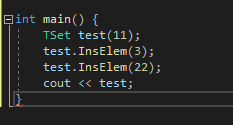 int main() {
TSet test(11);
test.InsElem(3);
test.InsElem(22);
cout << test;
}